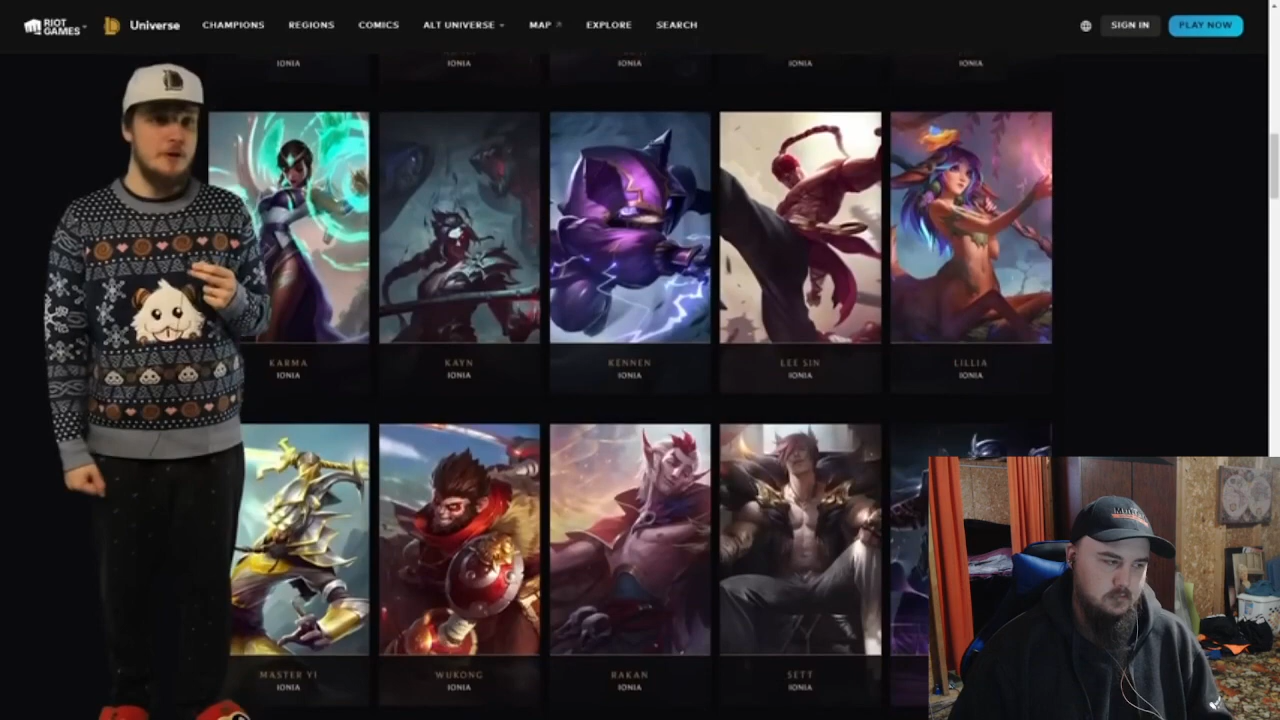 RIOT GAMES Universe CHAMPIONS REGIONS COMICS ALT UNIVERSE MAP EXPLORE SEARCH SIGN IN PLAY NOW
IONIA IONIA IONIA IONIA IONIA
KARMA KAYN KENNEN LEE SIN LILLIA
IONIA IONIA IONIA IONIA IONIA
MASTER YI WUKONG RAKAN SETT
IONIA IONIA IONIA IONIA